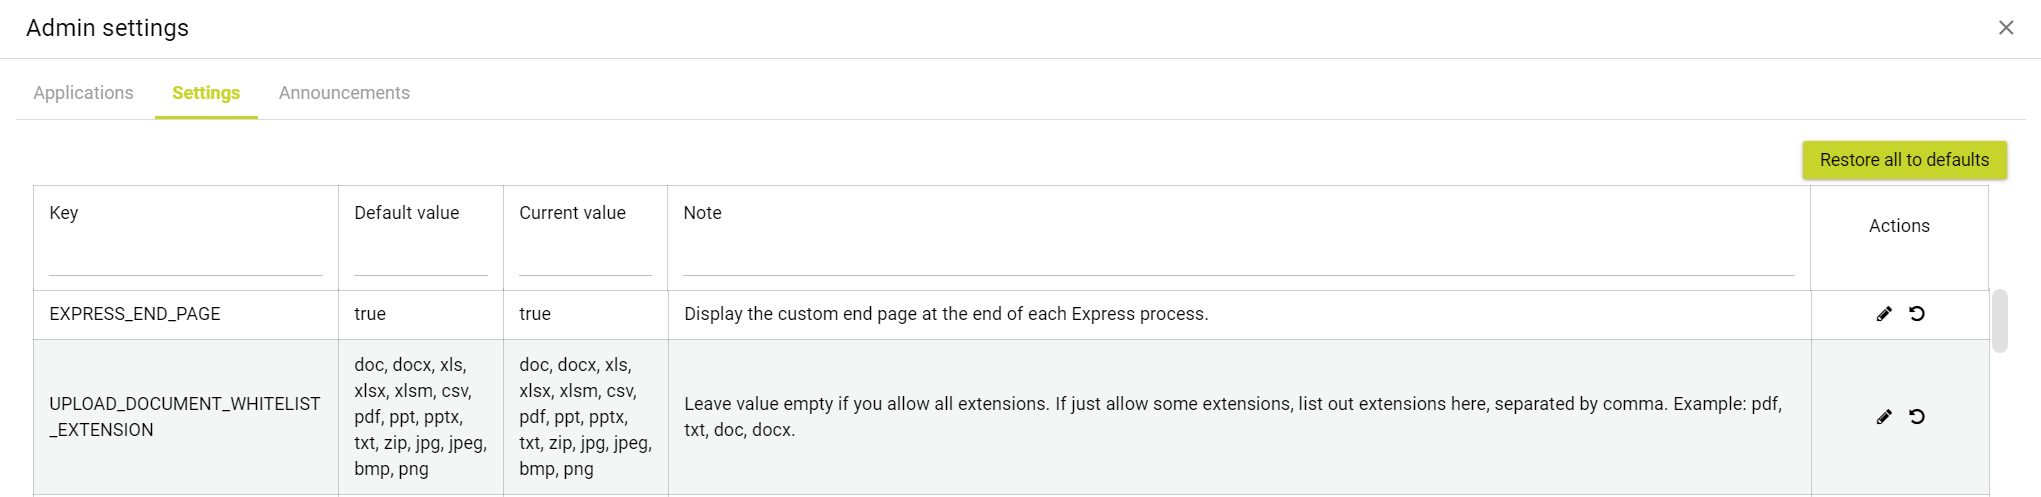 Admin settings
Applications Settings Announcements
Restore all to defaults
Key Default value Current value Note Actions
EXPRESS_END_PAGE true true Display the custom end page at the end of each Express process.
UPLOAD_DOCUMENT_WHITELIST
_EXTENSION
doc, docx, xls,
xlsx, xlsm, csv,
pdf, ppt, pptx,
txt, zip, jpg, jpeg,
bmp, png
doc, docx, xls,
xlsx, xlsm, csv,
pdf, ppt, pptx,
txt, zip, jpg, jpeg,
bmp, png
Leave value empty if you allow all extensions. If just allow some extensions, list out extensions here, separated by comma. Example: pdf,
txt, doc, docx.